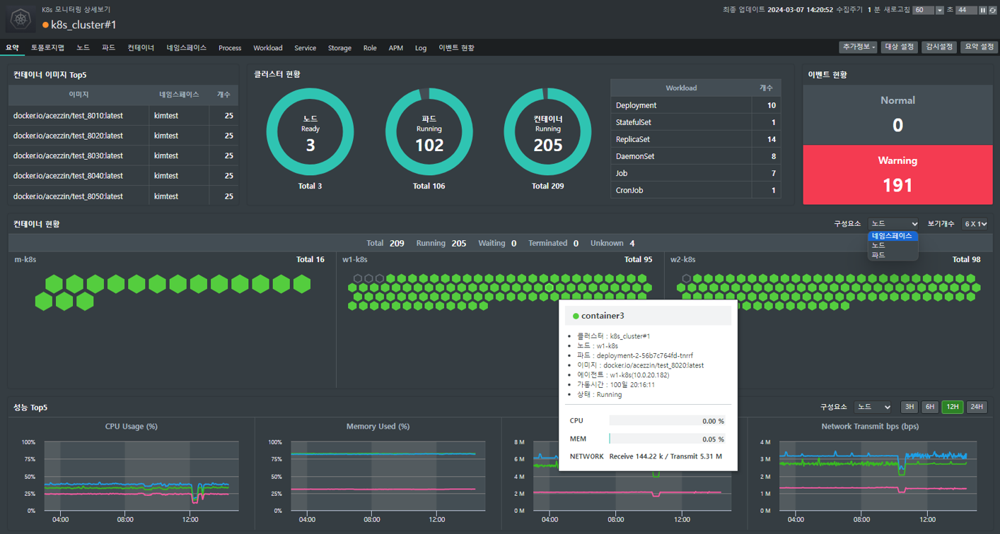 K8s 모니터링 상세보기
k8s_cluster#1
최종 업데이트 2024-03-07 14:20:52 수집주기 1 분 새로고침 60 초 44
요약 토폴로지맵 노드 파드 컨테이너 네임스페이스 Process Workload Service Storage Role APM Log 이벤트 현황
추가정보 대상 설정 감시설정 요약 설정
컨테이너 이미지 Top5
이미지 네임스페이스 개수
docker.io/acezzin/test_8010:latest kimtest 25
docker.io/acezzin/test_8020:latest kimtest 25
docker.io/acezzin/test_8030:latest kimtest 25
docker.io/acezzin/test_8040:latest kimtest 25
docker.io/acezzin/test_8050:latest kimtest 25
클러스터 현황
노드
Ready
3
Total 3
파드
Running
102
Total 106
컨테이너
Running
205
Total 209
Workload 개수
Deployment 10
StatefulSet 1
ReplicaSet 14
DaemonSet 8
Job 7
CronJob 1
이벤트 현황
Normal
0
Warning
191
컨테이너 현황
구성요소 노드 보기개수 6 X 1
네임스페이스
노드
파드
Total 209 Running 205 Waiting 0 Terminated 0 Unknown 4
m-k8s Total 16
w1-k8s Total 95
w2-k8s Total 98
container3
클러스터 : k8s_cluster#1
노드 : w1-k8s
파드 : deployment-2-56b7c764fd-tnrrf
이미지 : docker.io/acezzin/test_8020:latest
에이전트 : w1-k8s(10.0.20.182)
가동시간 : 100일 20:16:11
상태 : Running
CPU 0.00 %
MEM 0.05 %
NETWORK Receive 144.22 k / Transmit 5.31 M
성능 Top5
구성요소 노드 3H 6H 12H 24H
CPU Usage (%)
100%
75%
50%
25%
0%
04:00 08:00 12:00
Memory Used (%)
100%
75%
50%
25%
0%
04:00 08:00 12:00
8 M
6 M
4 M
2 M
0 M
04:00 08:00 12:00
Network Transmit bps (bps)
4 M
3 M
2 M
1 M
0 M
04:00 08:00 12:00